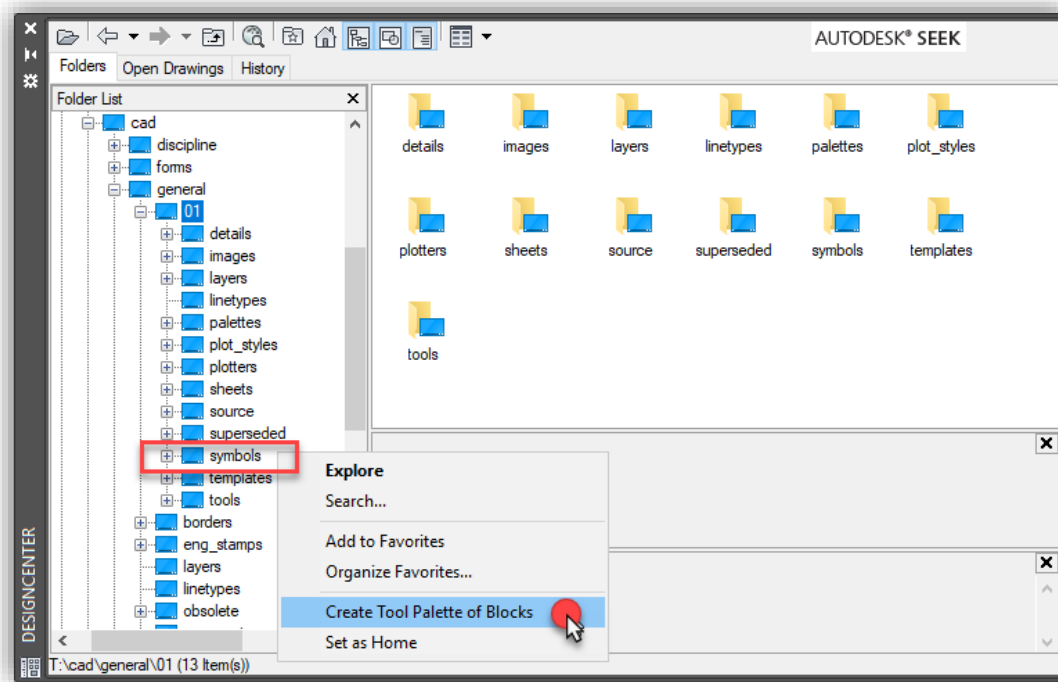 AUTODESK® SEEK
Folders
Open Drawings
History
Folder List
cad
discipline
forms
general
01
details
images
layers
linetypes
palettes
plot_styles
plotters
sheets
source
superseded
symbols
templates
tools
borders
eng_stamps
layers
linetypes
obsolete
details
images
layers
linetypes
palettes
plot_styles
plotters
sheets
source
superseded
symbols
templates
tools
Explore
Search...
Add to Favorites
Organize Favorites...
Create Tool Palette of Blocks
Set as Home
T:\cad\general\01 (13 Item(s))
DESIGNCENTER